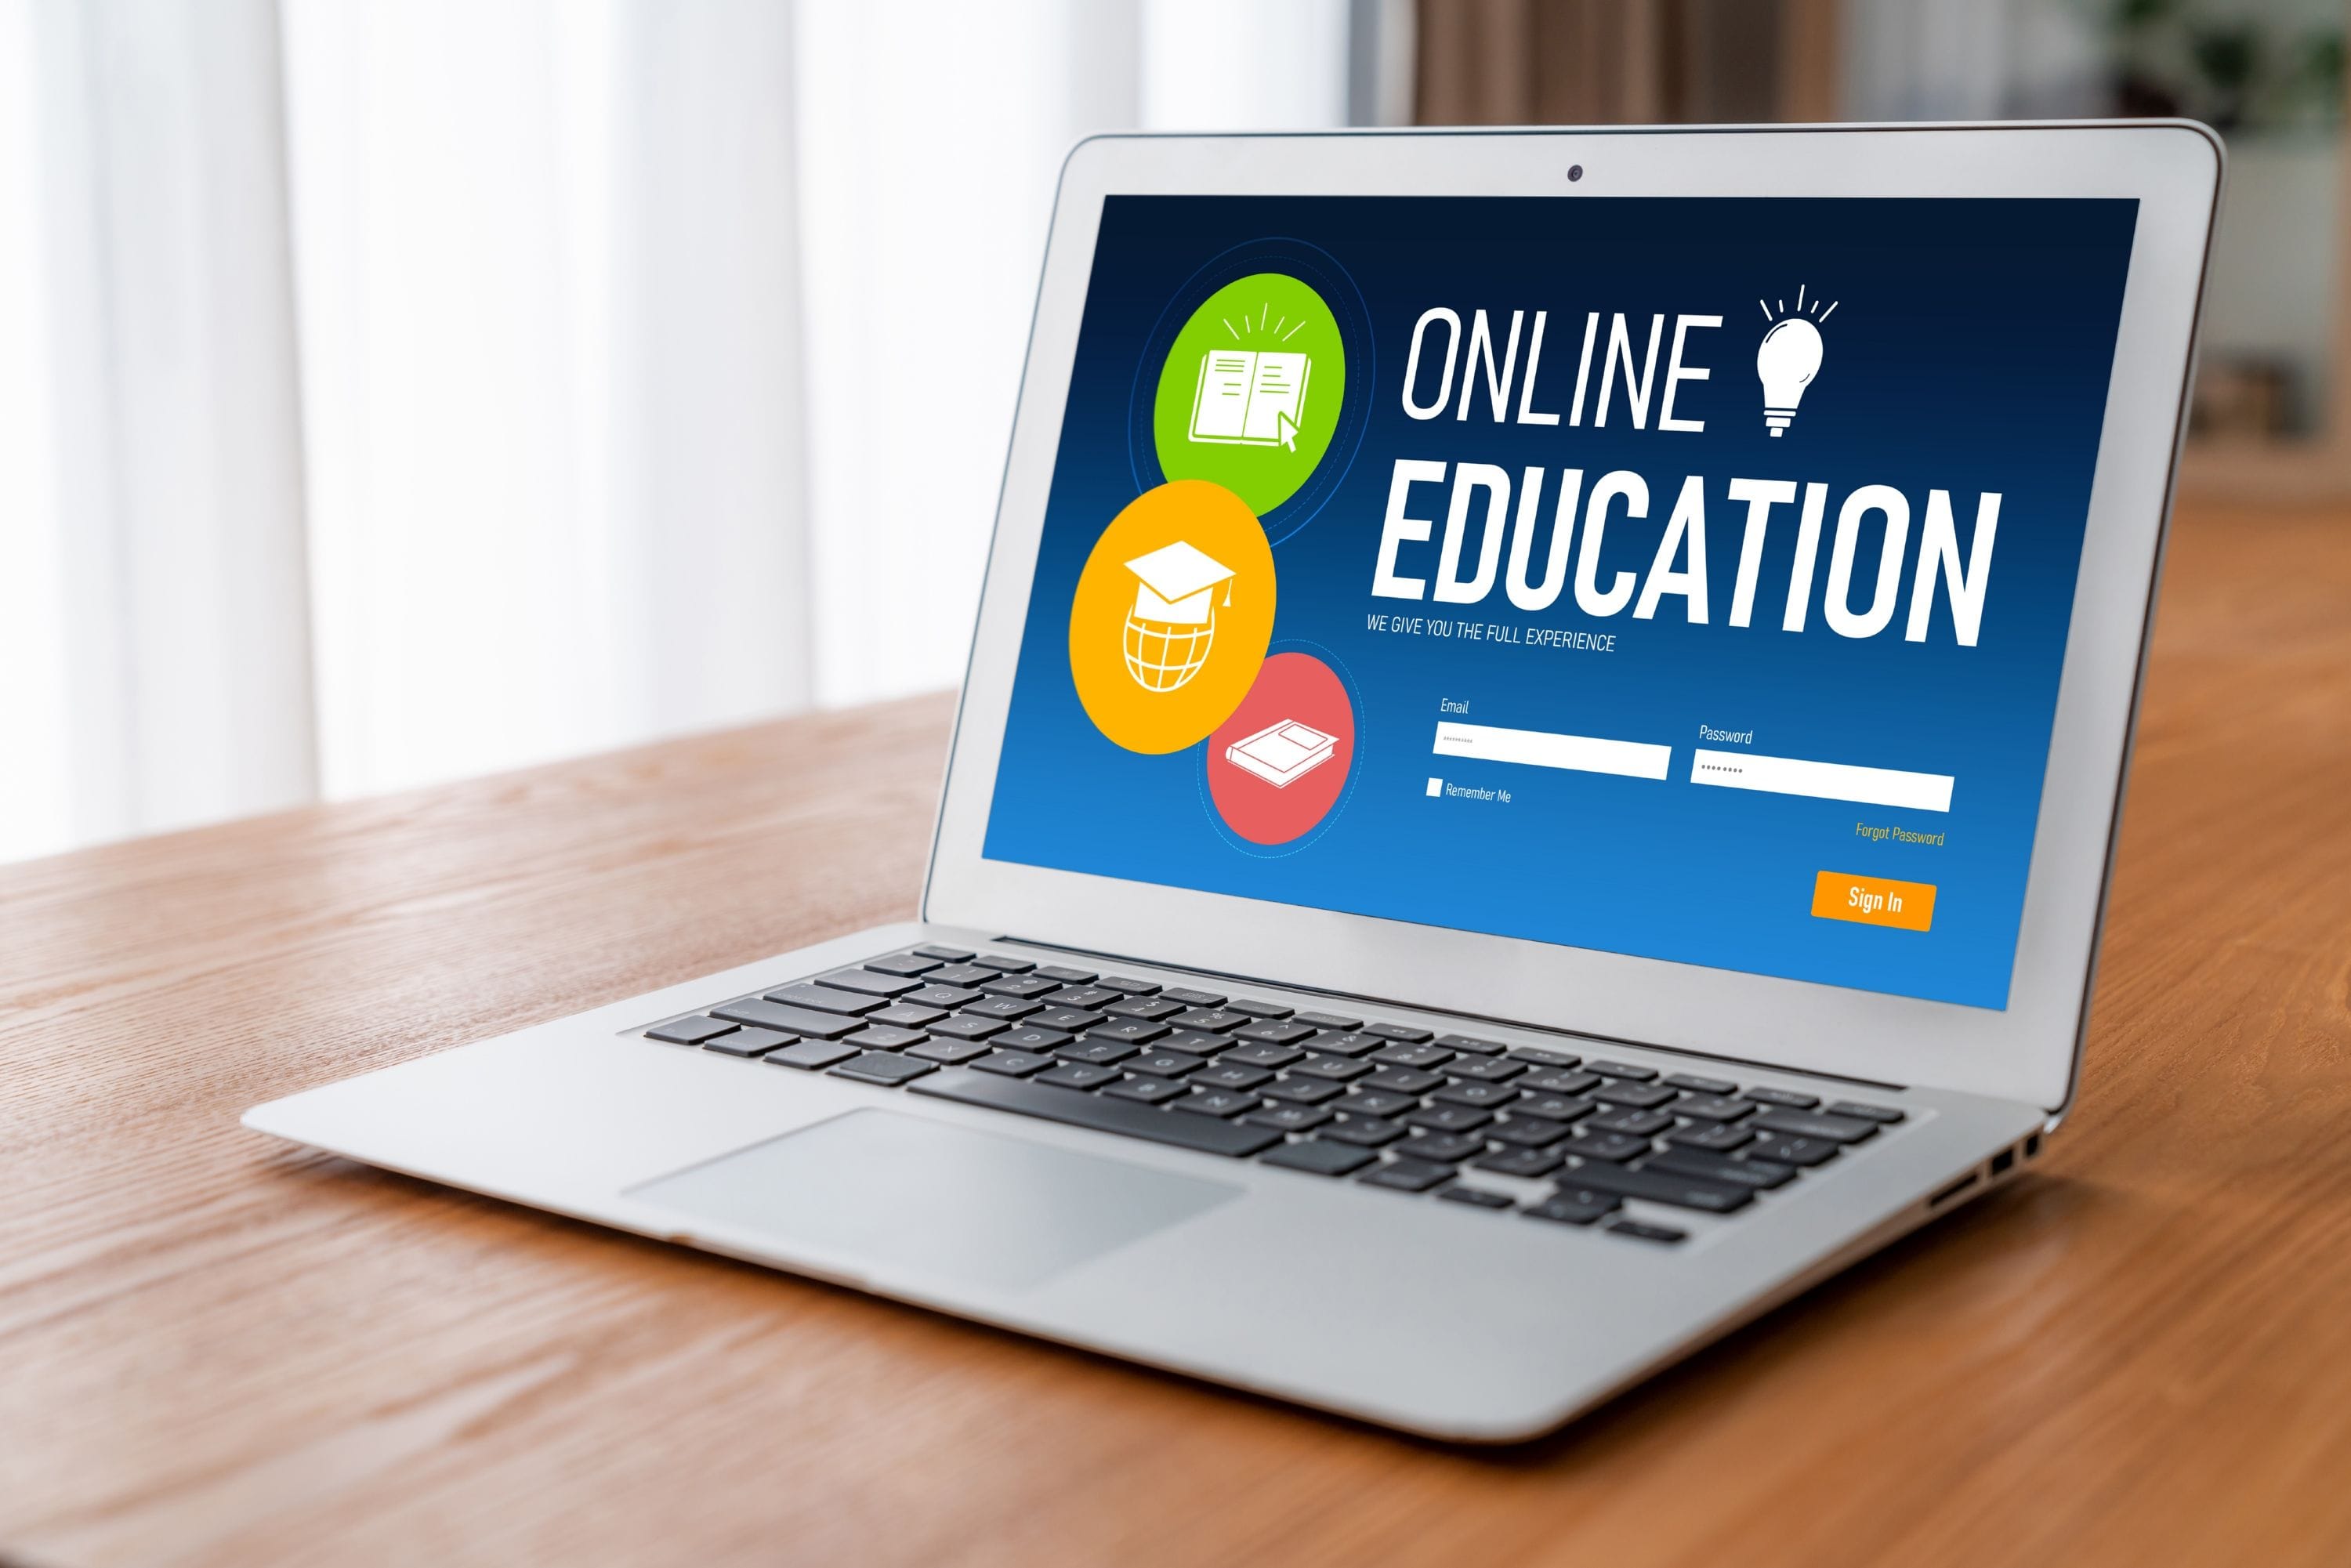 ONLINE
EDUCATION
WE GIVE YOU THE FULL EXPERIENCE
Email
Password
Remember Me
Forgot Password
Sign In